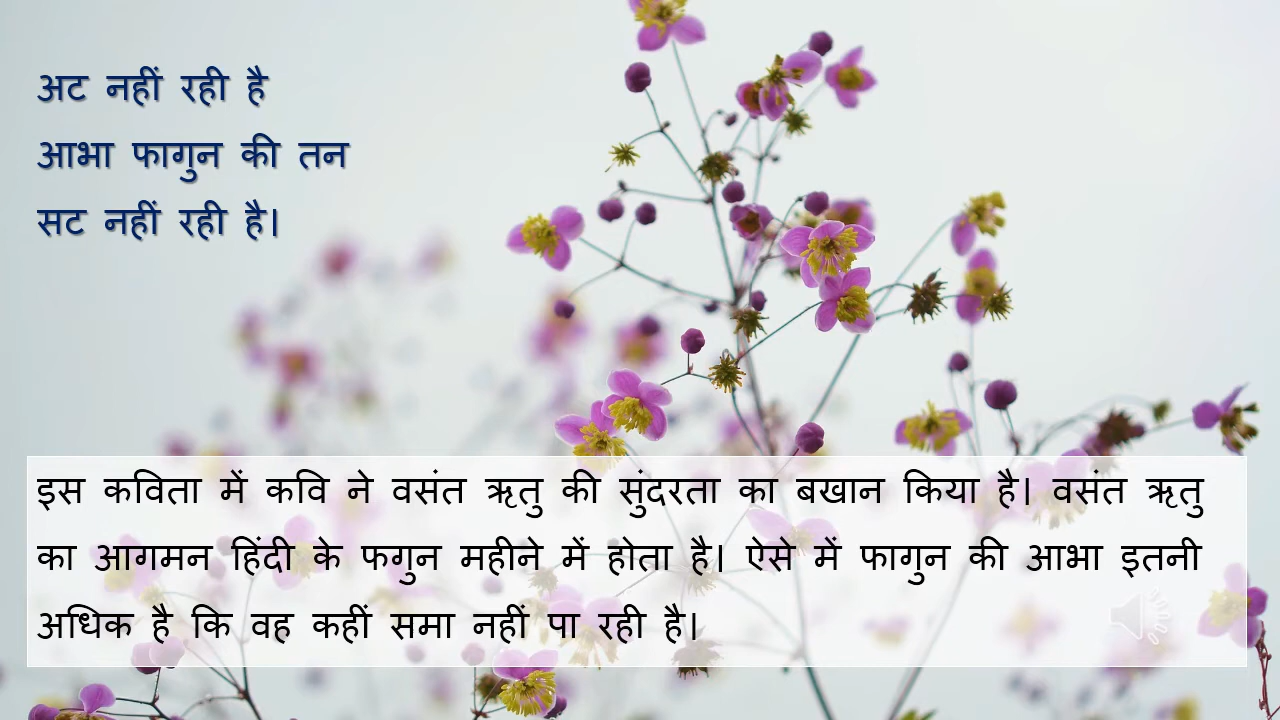 अट नहीं रही है
आभा फागुन की तन
सट नहीं रही है।
इस कविता में कवि ने वसंत ऋतु की सुंदरता का बखान किया है। वसंत ऋतु
का आगमन हिंदी के फगुन महीने में होता है। ऐसे में फागुन की आभा इतनी
अधिक है कि वह कहीं समा नहीं पा रही है।